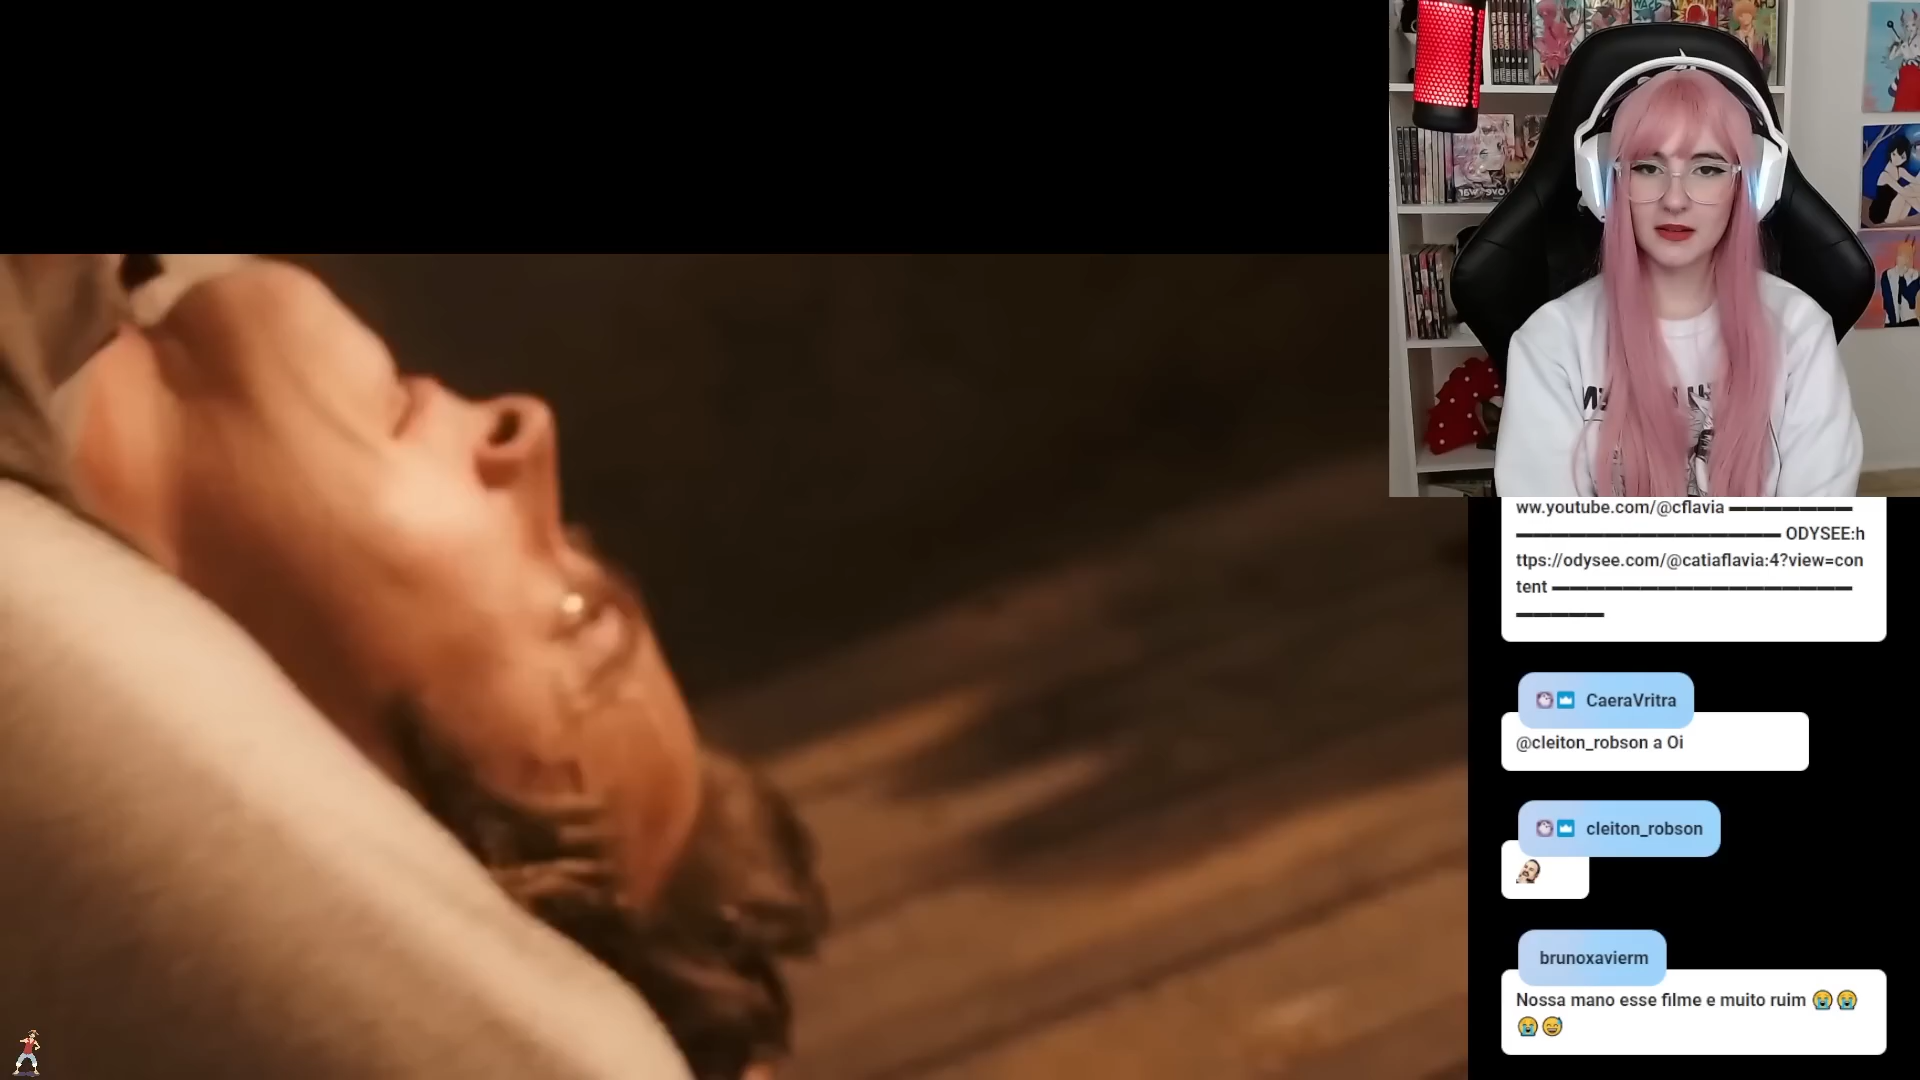 ww.youtube.com/@cflavia ▬▬▬▬▬▬▬
▬▬▬▬▬▬▬▬▬▬▬▬▬▬▬ ODYSEE:h
ttps://odysee.com/@catiaflavia:4?view=con
tent ▬▬▬▬▬▬▬▬▬▬▬▬▬▬▬▬▬
▬▬▬▬▬
CaeraVritra
@cleiton_robson a Oi
cleiton_robson
brunoxavierm
Nossa mano esse filme e muito ruim 😭😭
😭😅